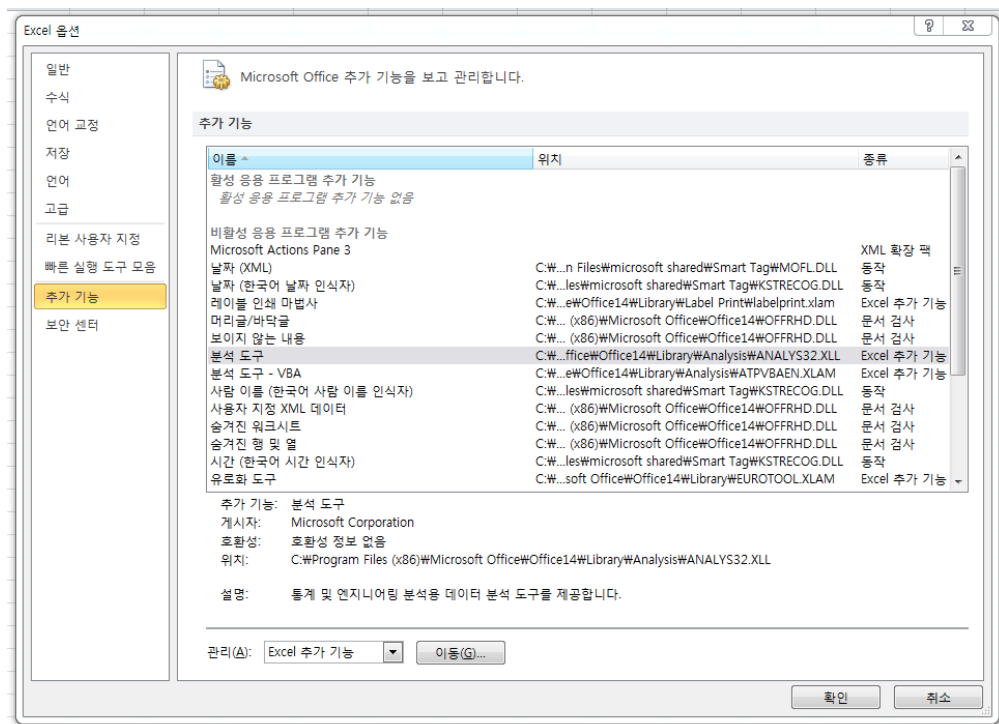 Excel 옵션
일반
수식
언어 교정
저장
언어
고급
리본 사용자 지정
빠른 실행 도구 모음
추가 기능
보안 센터
Microsoft Office 추가 기능을 보고 관리합니다.
추가 기능
이름 위치 종류
활성 응용 프로그램 추가 기능
활성 응용 프로그램 추가 기능 없음
비활성 응용 프로그램 추가 기능
Microsoft Actions Pane 3 XML 확장 팩
날짜 (XML) C:₩...n Files₩microsoft shared₩Smart Tag₩MOFL.DLL 동작
날짜 (한국어 날짜 인식자) C:₩...les₩microsoft shared₩Smart Tag₩KSTRECOG.DLL 동작
레이블 인쇄 마법사 C:₩...e₩Office14₩Library₩Label Print₩labelprint.xlam Excel 추가 기능
머리글/바닥글 C:₩... (x86)₩Microsoft Office₩Office14₩OFFRHD.DLL 문서 검사
보이지 않는 내용 C:₩... (x86)₩Microsoft Office₩Office14₩OFFRHD.DLL 문서 검사
분석 도구 C:₩...ffice₩Office14₩Library₩Analysis₩ANALYS32.XLL Excel 추가 기능
분석 도구 - VBA C:₩...e₩Office14₩Library₩Analysis₩ATPVBAEN.XLAM Excel 추가 기능
사람 이름 (한국어 사람 이름 인식자) C:₩...les₩microsoft shared₩Smart Tag₩KSTRECOG.DLL 동작
사용자 지정 XML 데이터 C:₩... (x86)₩Microsoft Office₩Office14₩OFFRHD.DLL 문서 검사
숨겨진 워크시트 C:₩... (x86)₩Microsoft Office₩Office14₩OFFRHD.DLL 문서 검사
숨겨진 행 및 열 C:₩... (x86)₩Microsoft Office₩Office14₩OFFRHD.DLL 문서 검사
시간 (한국어 시간 인식자) C:₩...les₩microsoft shared₩Smart Tag₩KSTRECOG.DLL 동작
유로화 도구 C:₩...soft Office₩Office14₩Library₩EUROTOOL.XLAM Excel 추가 기능
추가 기능: 분석 도구
게시자: Microsoft Corporation
호환성: 호환성 정보 없음
위치: C:₩Program Files (x86)₩Microsoft Office₩Office14₩Library₩Analysis₩ANALYS32.XLL
설명: 통계 및 엔지니어링 분석용 데이터 분석 도구를 제공합니다.
관리(A): Excel 추가 기능 이동(G)...
확인 취소